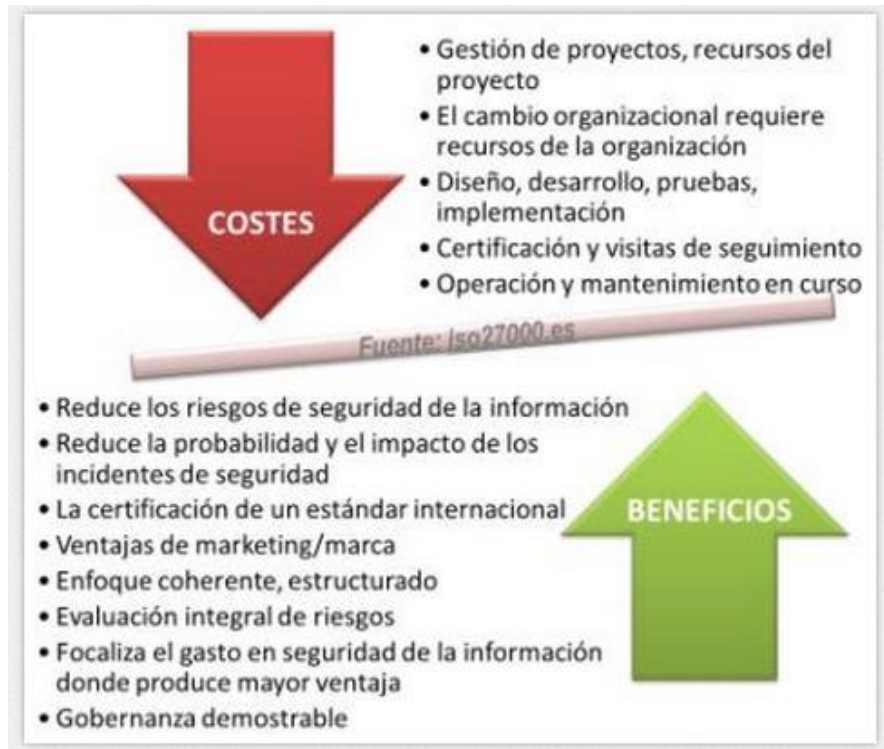 • Gestión de proyectos, recursos del
proyecto
• El cambio organizacional requiere
recursos de la organización
• Diseño, desarrollo, pruebas,
implementación
• Certificación y visitas de seguimiento
• Operación y mantenimiento en curso
COSTES
Fuente: Iso27000.es
• Reduce los riesgos de seguridad de la información
• Reduce la probabilidad y el impacto de los
incidentes de seguridad
• La certificación de un estándar internacional
• Ventajas de marketing/marca
• Enfoque coherente, estructurado
• Evaluación integral de riesgos
• Focaliza el gasto en seguridad de la información
donde produce mayor ventaja
• Gobernanza demostrable
BENEFICIOS